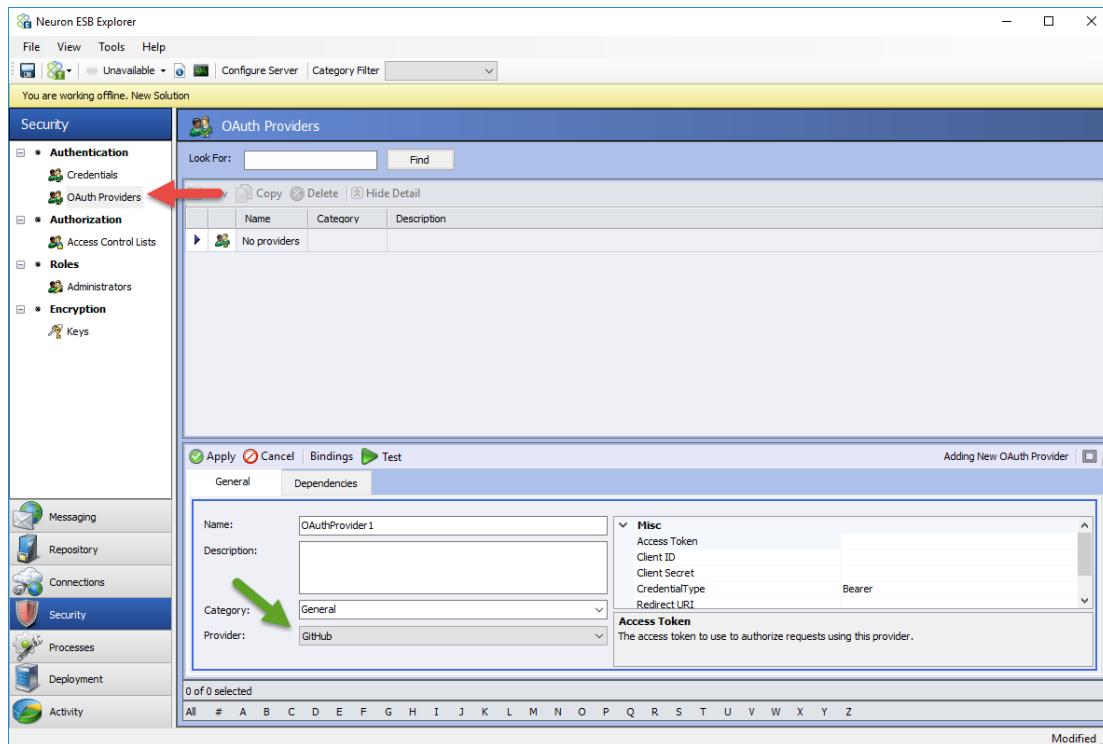 Neuron ESB Explorer
File View Tools Help
Unavailable Configure Server Category Filter
You are working offline. New Solution
Security
Authentication
Credentials
OAuth Providers
Authorization
Access Control Lists
Roles
Administrators
Encryption
Keys
Messaging
Repository
Connections
Security
Processes
Deployment
Activity
OAuth Providers
Look For: Find
Copy Delete Hide Detail
Name Category Description
No providers
Apply Cancel Bindings Test Adding New OAuth Provider
General Dependencies
Name: OAuthProvider1
Description:
Category: General
Provider: GitHub
Misc
Access Token
Client ID
Client Secret
CredentialType Bearer
Redirect URI
Access Token
The access token to use to authorize requests using this provider.
0 of 0 selected
All # A B C D E F G H I J K L M N O P Q R S T U V W X Y Z
Modified